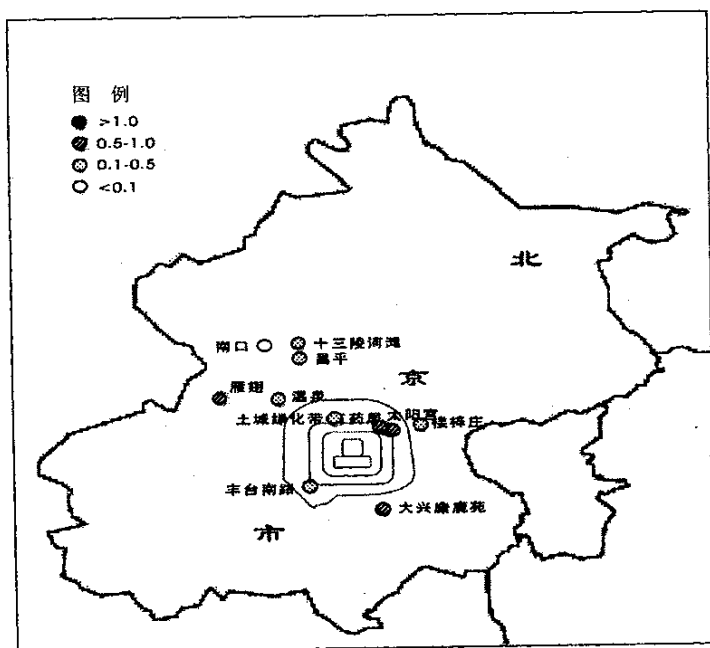 图 例
>1.0
0.5-1.0
0.1-0.5
<0.1
北
南口
十三陵河滩
昌平
京
雁翅
温泉
土城绿化带
太阳宫
楼梓庄
丰台南路
大兴康鹿苑
市